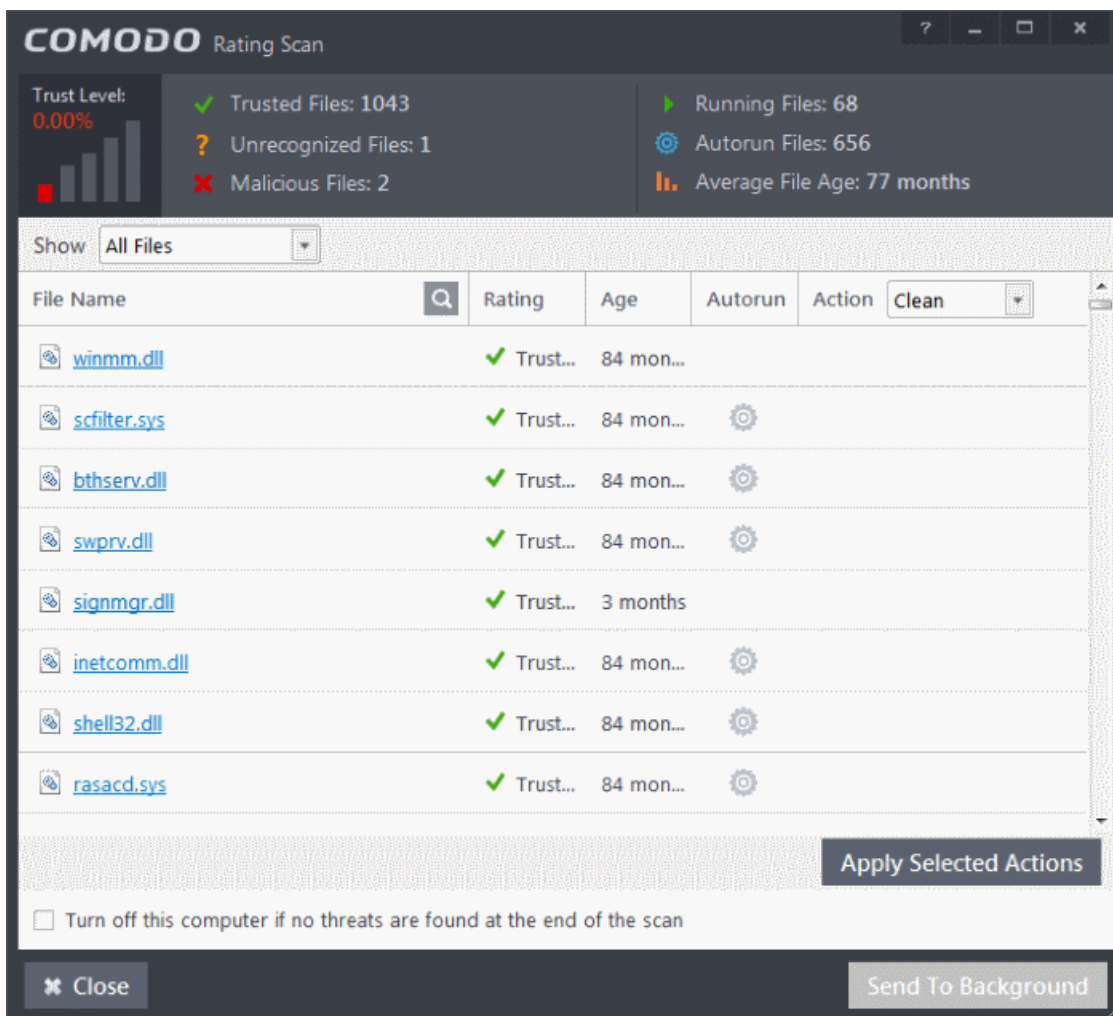 COMODO Rating Scan
Trust Level:
0.00%
Trusted Files: 1043
Unrecognized Files: 1
Malicious Files: 2
Running Files: 68
Autorun Files: 656
Average File Age: 77 months
Show All Files
File Name Rating Age Autorun Action Clean
winmm.dll Trust... 84 mon...
scfilter.sys Trust... 84 mon...
bthserv.dll Trust... 84 mon...
swprv.dll Trust... 84 mon...
signmgr.dll Trust... 3 months
inetcomm.dll Trust... 84 mon...
shell32.dll Trust... 84 mon...
rasacd.sys Trust... 84 mon...
Apply Selected Actions
Turn off this computer if no threats are found at the end of the scan
Close
Send To Background